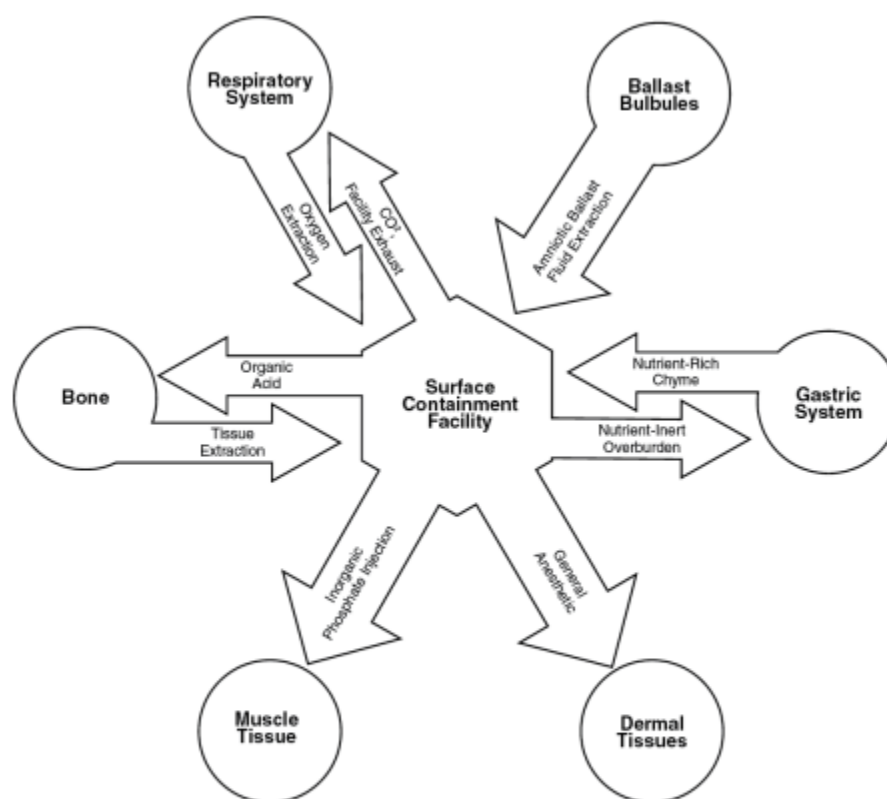 Respiratory
System
Ballast
Bulbules
Oxygen
Extraction
CO²,
Facility Exhaust
Amniotic Ballast
Fluid Extraction
Bone
Organic
Acid
Tissue
Extraction
Surface
Containment
Facility
Nutrient-Rich
Chyme
Nutrient-Inert
Overburden
Gastric
System
Inorganic
Phosphate Injection
General
Anesthetic
Muscle
Tissue
Dermal
Tissues